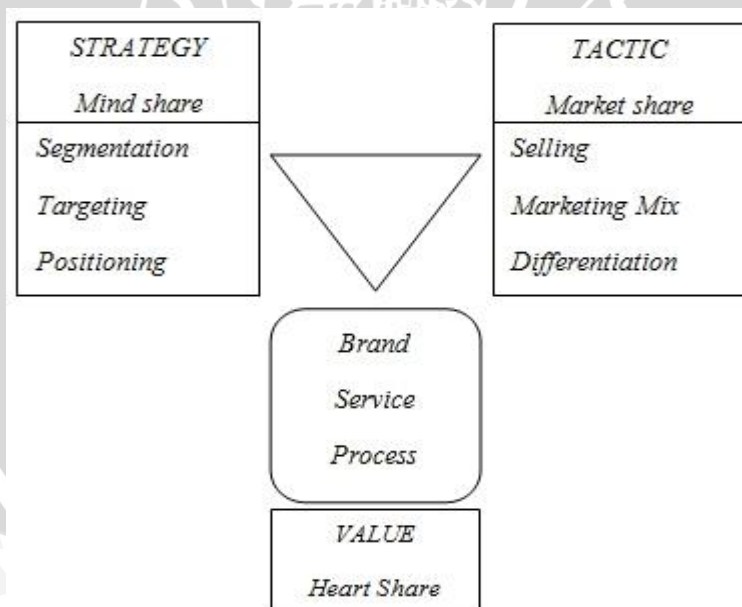 STRATEGY
Mind share
Segmentation
Targeting
Positioning
TACTIC
Market share
Selling
Marketing Mix
Differentiation
Brand
Service
Process
VALUE
Heart Share